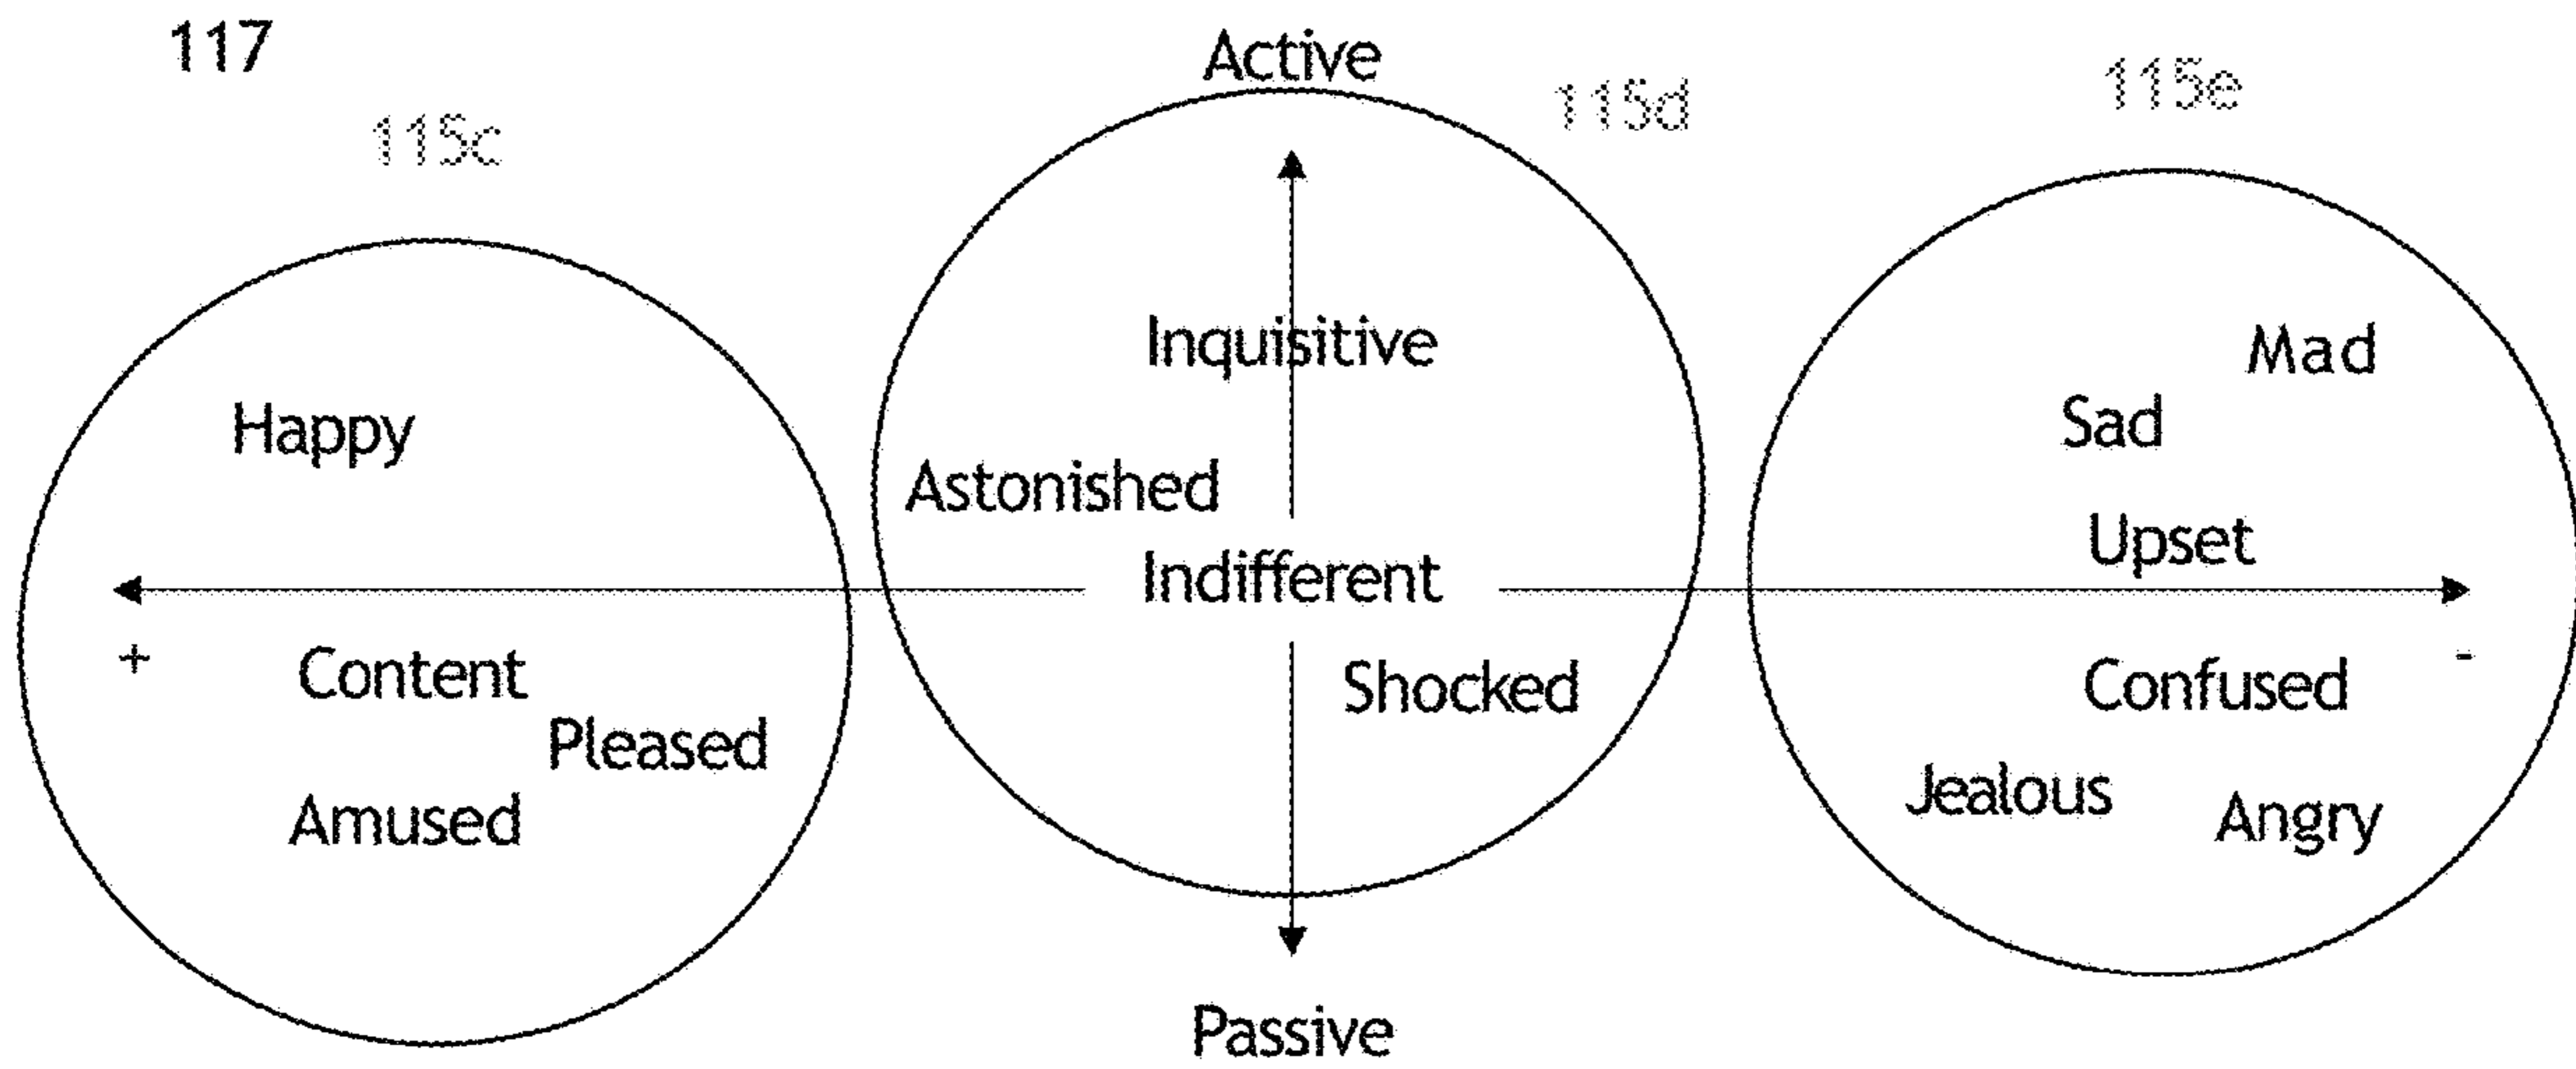 117
Active
115c
115d
115e
Inquisitive
Mad
Happy
Sad
Astonished
Upset
Indifferent
+
-
Content
Shocked
Confused
Pleased
Jealous
Amused
Angry
Passive